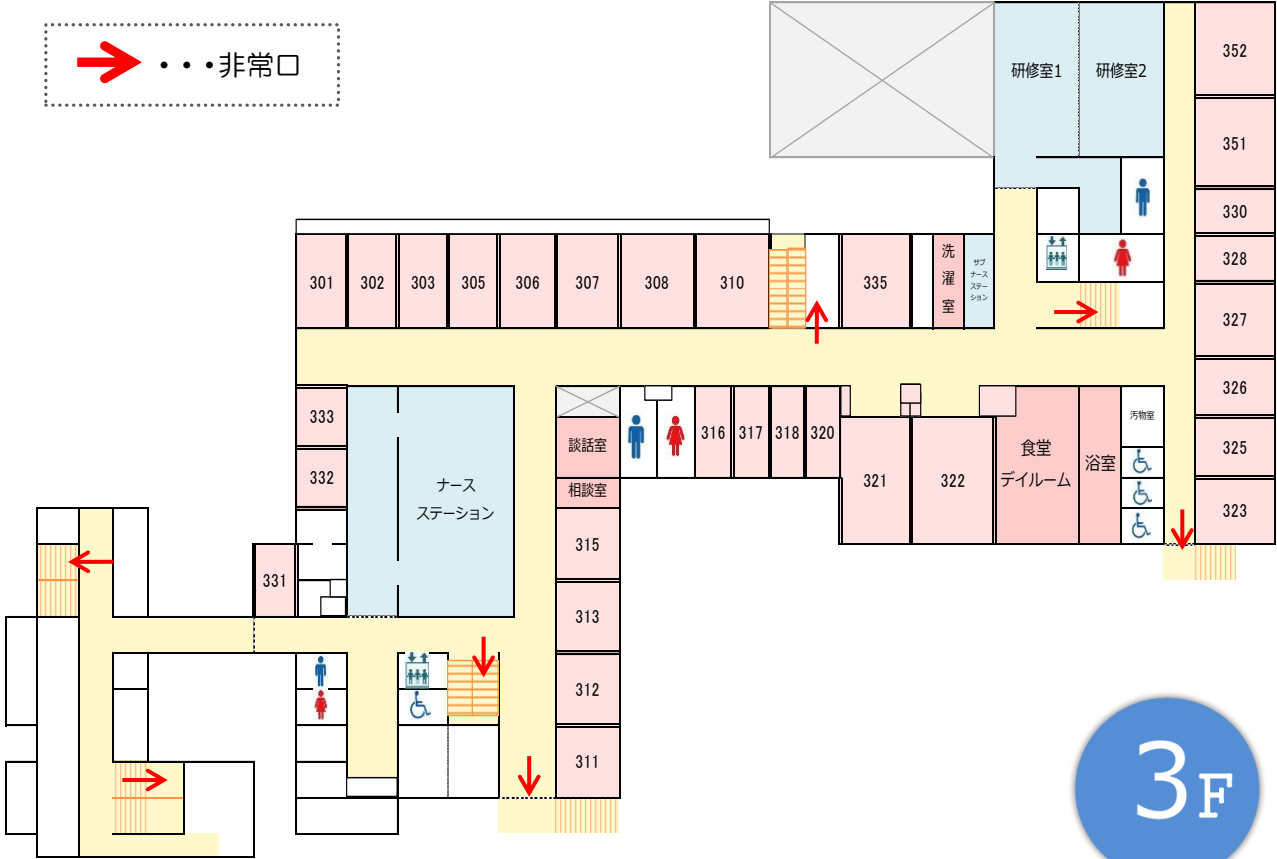 ・・・非常口
研修室1
研修室2
352
351
330
328
327
326
325
323
301
302
303
305
306
307
308
310
335
洗
濯
室
サブ
ナース
ステー
ション
333
332
331
ナース
ステーション
談話室
相談室
315
313
312
311
316
317
318
320
321
322
食堂
デイルーム
浴室
汚物室
3F